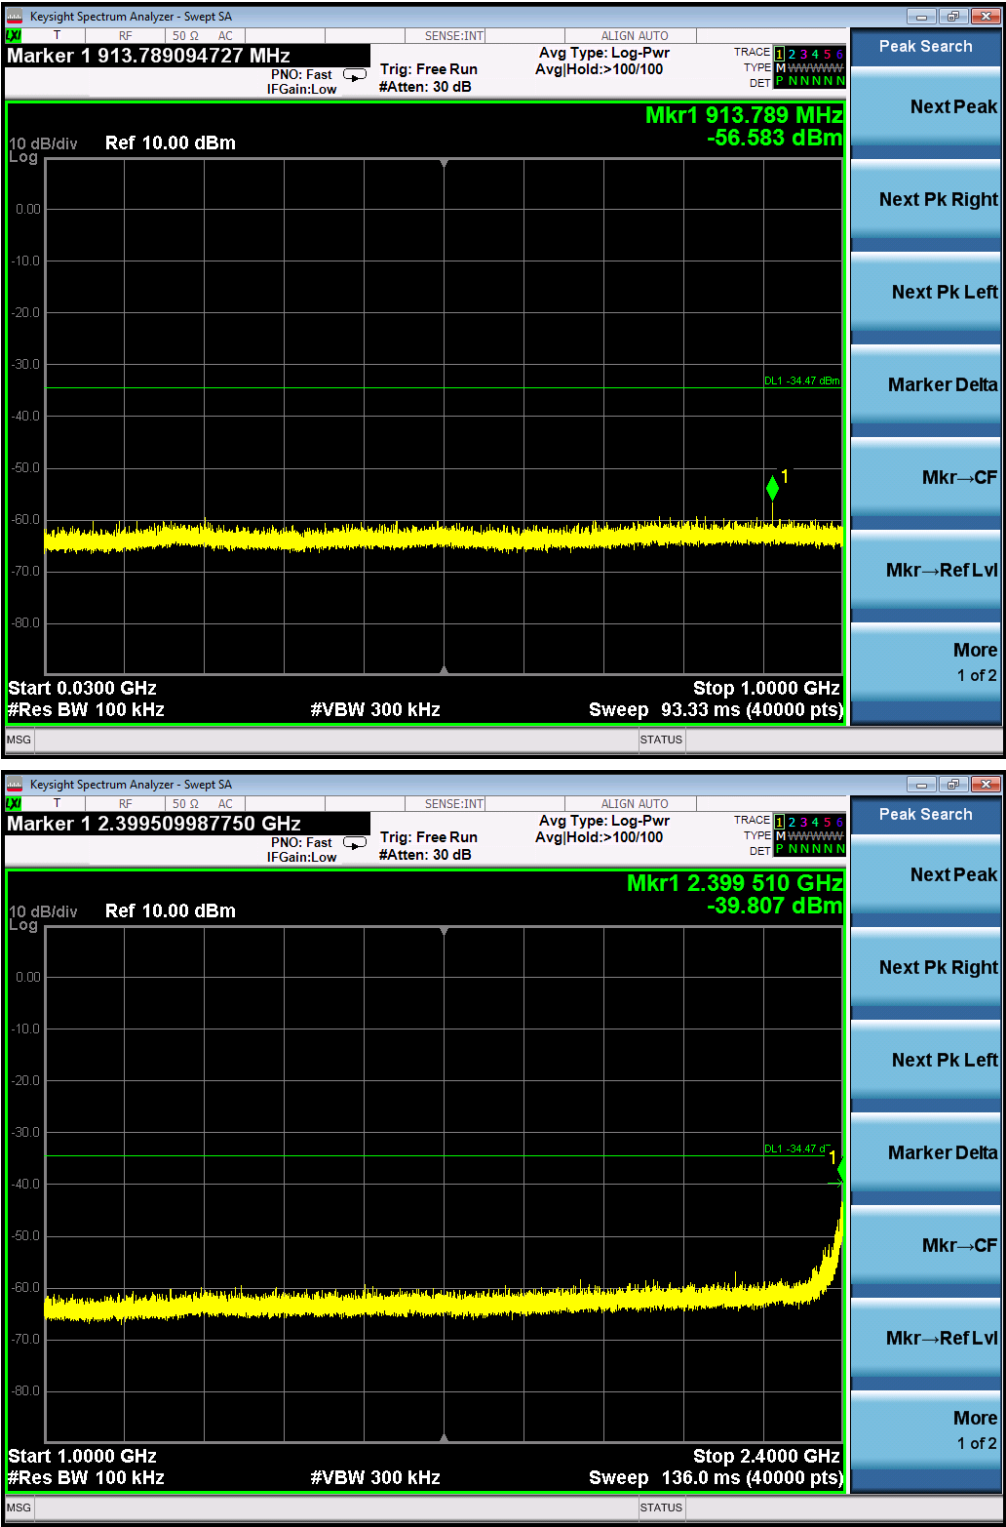 Keysight Spectrum Analyzer - Swept SA
LXI T RF 50 Ω AC SENSE:INT ALIGN AUTO
Marker 1 913.789094727 MHz
PNO: Fast
IFGain:Low
Trig: Free Run
#Atten: 30 dB
Avg Type: Log-Pwr
Avg|Hold:>100/100
TRACE 1 2 3 4 5 6
TYPE M W W W W W
DET P N N N N N
Peak Search
Mkr1 913.789 MHz
-56.583 dBm
10 dB/div Ref 10.00 dBm
Log
0.00
-10.0
-20.0
-30.0
DL1 -34.47 dBm
-40.0
-50.0
1
-60.0
-70.0
-80.0
Start 0.0300 GHz Stop 1.0000 GHz
#Res BW 100 kHz #VBW 300 kHz Sweep 93.33 ms (40000 pts)
MSG STATUS
Next Peak
Next Pk Right
Next Pk Left
Marker Delta
Mkr→CF
Mkr→Ref Lvl
More
1 of 2
Keysight Spectrum Analyzer - Swept SA
LXI T RF 50 Ω AC SENSE:INT ALIGN AUTO
Marker 1 2.399509987750 GHz
PNO: Fast
IFGain:Low
Trig: Free Run
#Atten: 30 dB
Avg Type: Log-Pwr
Avg|Hold:>100/100
TRACE 1 2 3 4 5 6
TYPE M W W W W W
DET P N N N N N
Peak Search
Mkr1 2.399 510 GHz
-39.807 dBm
10 dB/div Ref 10.00 dBm
Log
0.00
-10.0
-20.0
-30.0
DL1 -34.47 d
1
-40.0
-50.0
-60.0
-70.0
-80.0
Start 1.0000 GHz Stop 2.4000 GHz
#Res BW 100 kHz #VBW 300 kHz Sweep 136.0 ms (40000 pts)
MSG STATUS
Next Peak
Next Pk Right
Next Pk Left
Marker Delta
Mkr→CF
Mkr→Ref Lvl
More
1 of 2